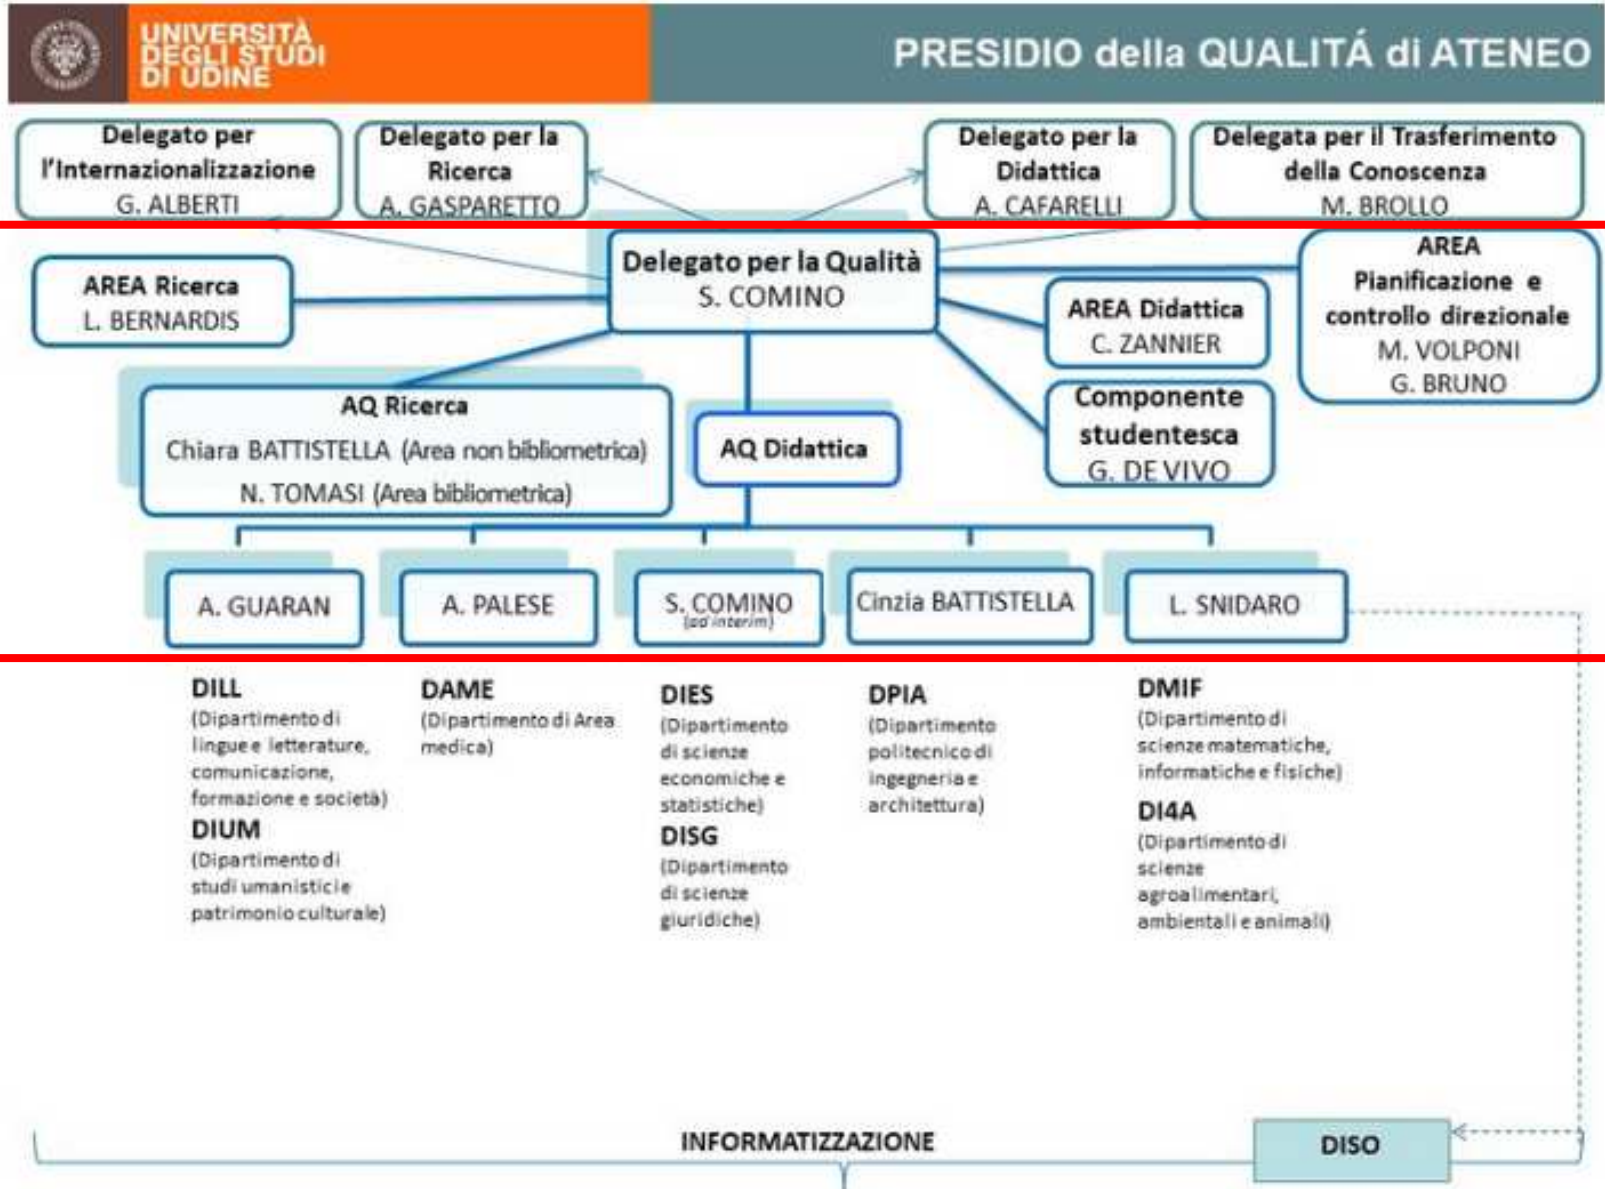 UNIVERSITÀ
DEGLI STUDI
DI UDINE
PRESIDIO della QUALITÁ di ATENEO
Delegato per
l'Internazionalizzazione
G. ALBERTI
Delegato per la
Ricerca
A. GASPARETTO
Delegato per la
Didattica
A. CAFARELLI
Delegata per il Trasferimento
della Conoscenza
M. BROLLO
Delegato per la Qualità
S. COMINO
AREA Ricerca
L. BERNARDIS
AREA Didattica
C. ZANNIER
AREA
Pianificazione e
controllo direzionale
M. VOLPONI
G. BRUNO
AQ Ricerca
Chiara BATTISTELLA (Area non bibliometrica)
N. TOMASI (Area bibliometrica)
AQ Didattica
Componente
studentesca
G. DE VIVO
A. GUARAN
A. PALESE
S. COMINO
(ad interim)
Cinzia BATTISTELLA
L. SNIDARO
DILL
(Dipartimento di
lingue e letterature,
comunicazione,
formazione e società)
DIUM
(Dipartimento di
studi umanistici e
patrimonio culturale)
DAME
(Dipartimento di Area
medica)
DIES
(Dipartimento
di scienze
economiche e
statistiche)
DISG
(Dipartimento
di scienze
giuridiche)
DPIA
(Dipartimento
politecnico di
ingegneria e
architettura)
DMIF
(Dipartimento di
scienze matematiche,
informatiche e fisiche)
DI4A
(Dipartimento di
scienze
agroalimentari,
ambientali e animali)
INFORMATIZZAZIONE
DISO